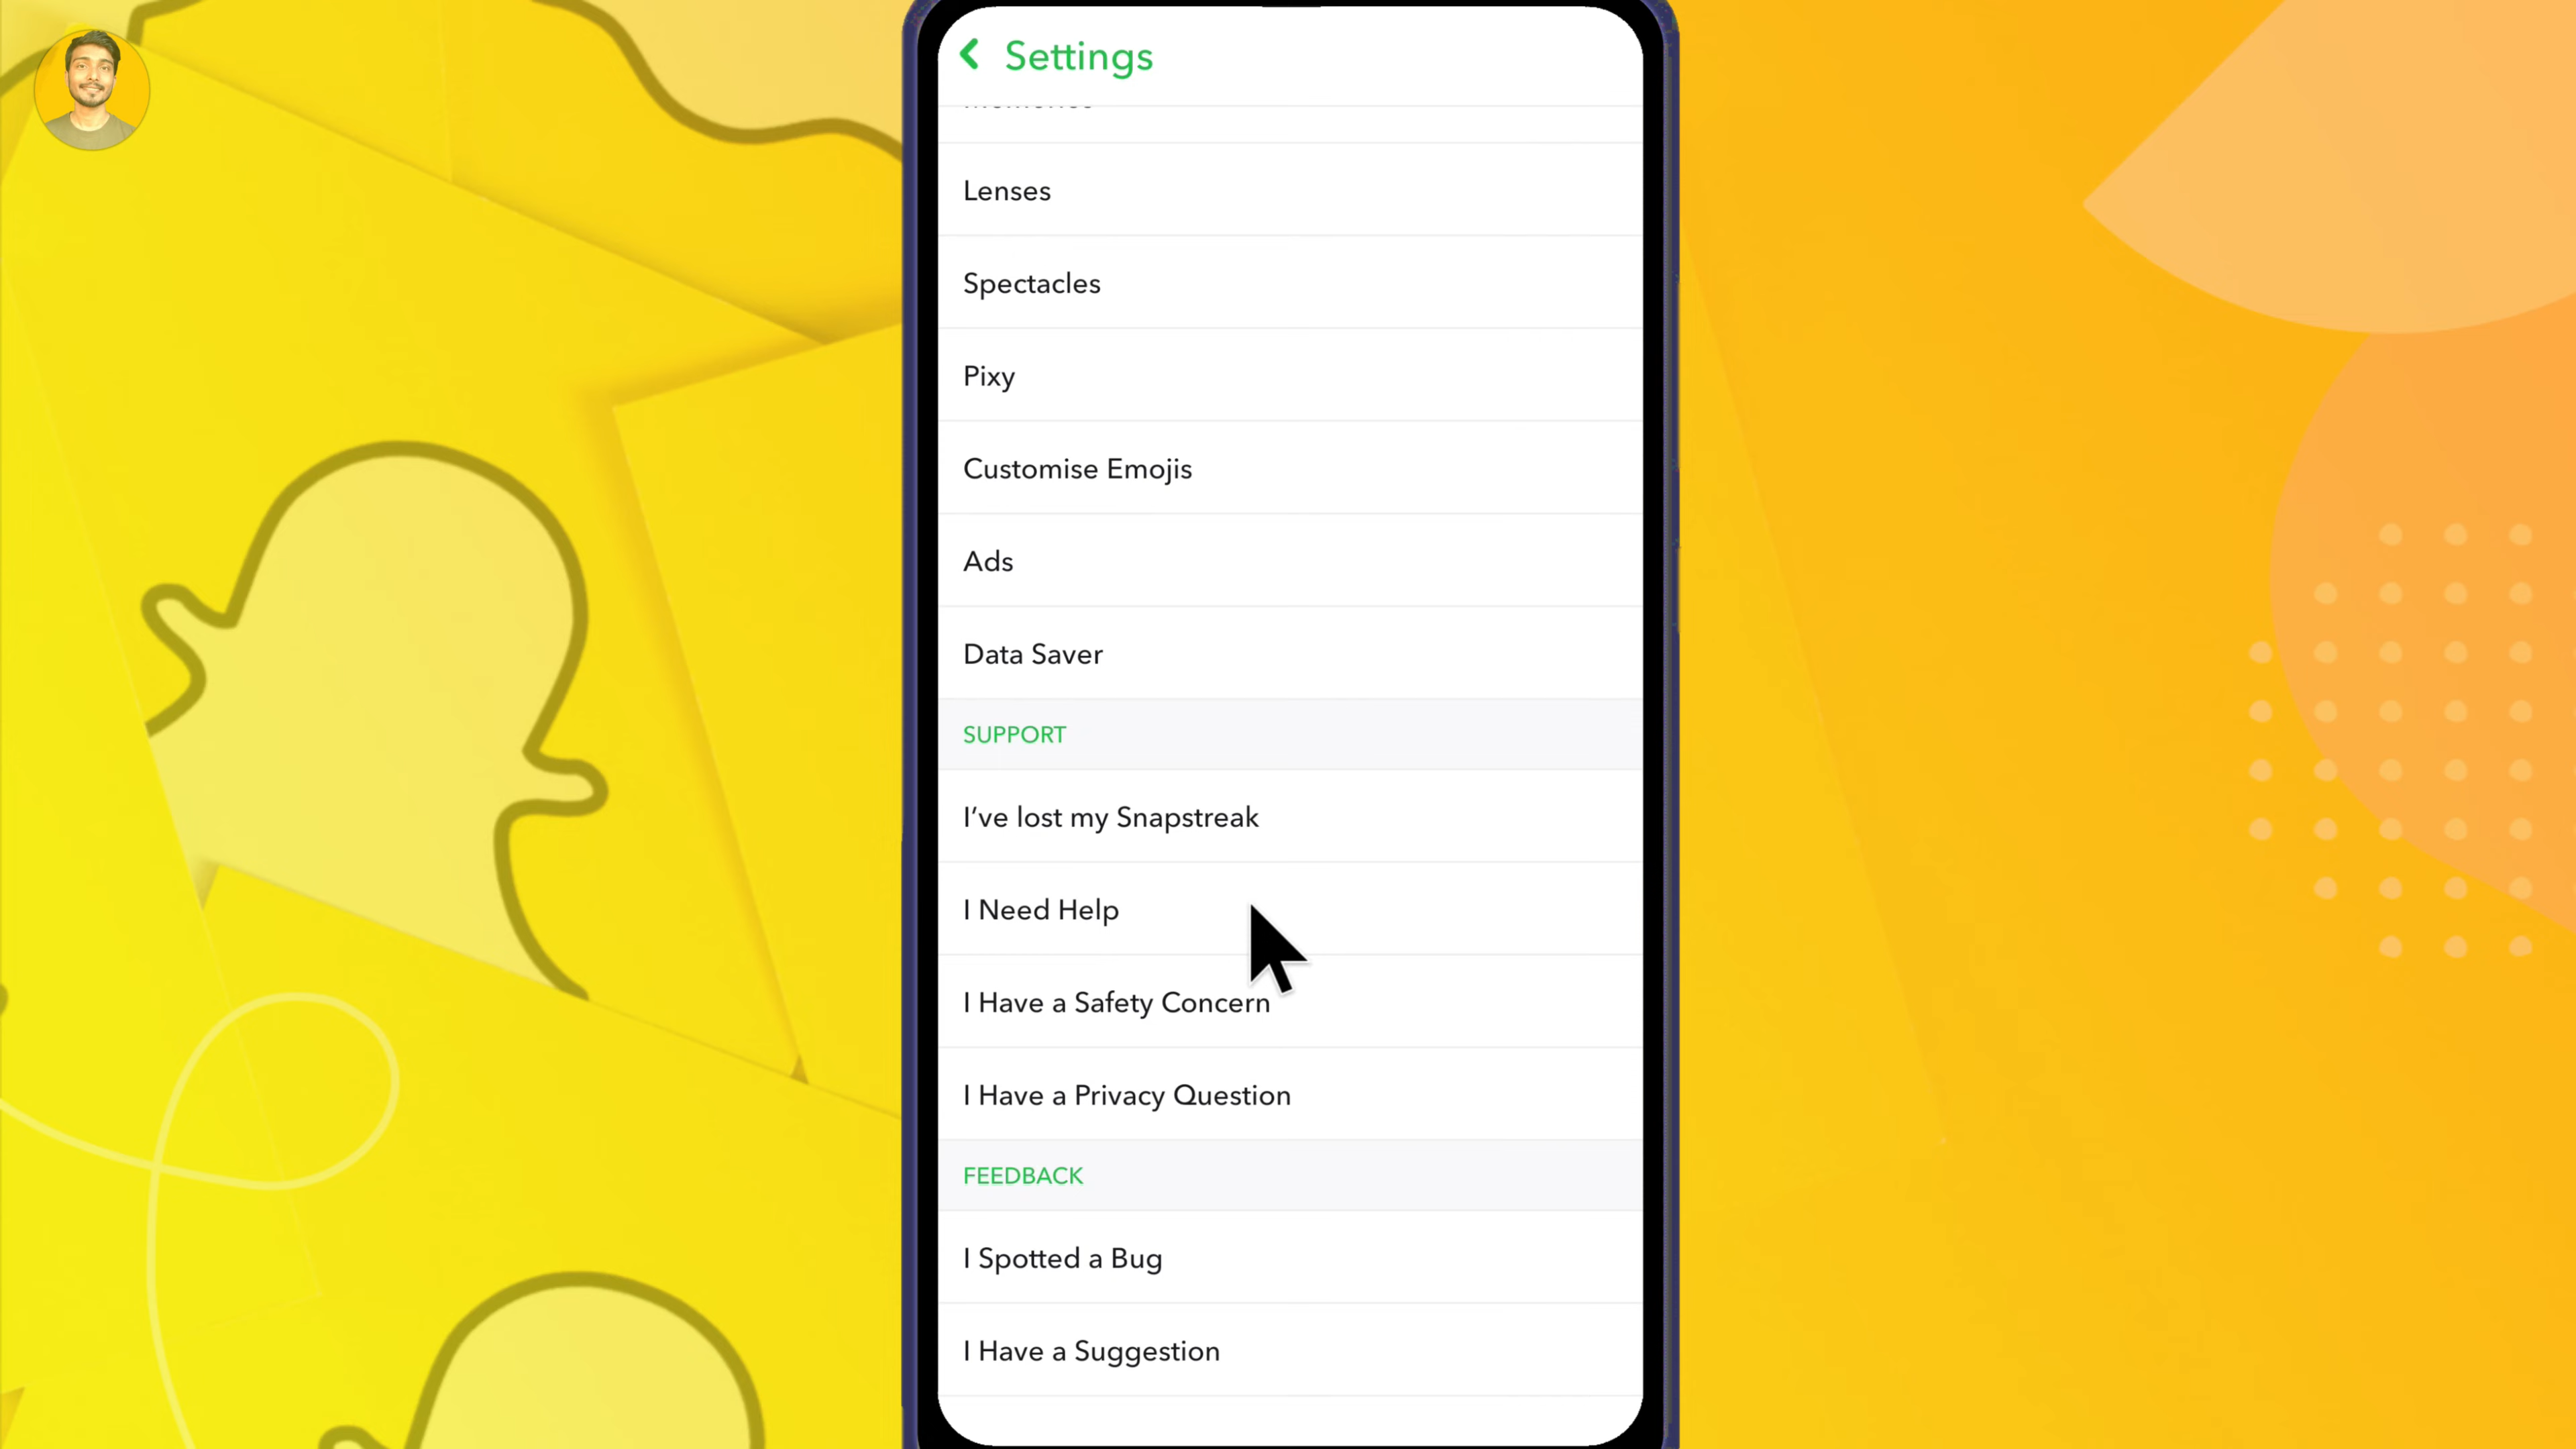 Settings
Lenses
Spectacles
Pixy
Customise Emojis
Ads
Data Saver
SUPPORT
I’ve lost my Snapstreak
I Need Help
I Have a Safety Concern
I Have a Privacy Question
FEEDBACK
I Spotted a Bug
I Have a Suggestion